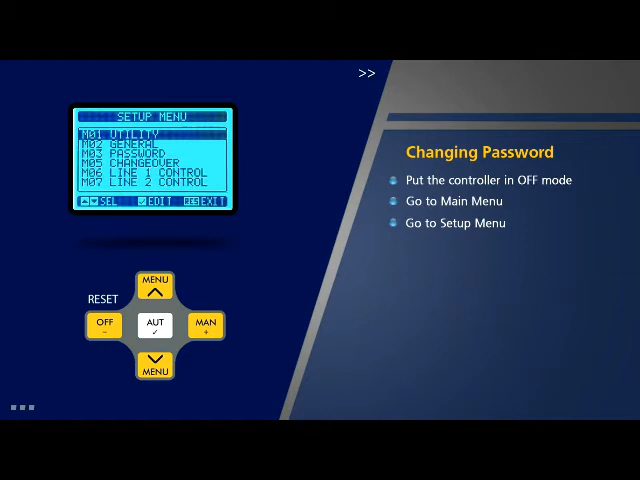 >>
SETUP MENU
M01 UTILITY
M02 GENERAL
M03 PASSWORD
M05 CHANGEOVER
M06 LINE 1 CONTROL
M07 LINE 2 CONTROL
SEL EDIT RES EXIT
Changing Password
Put the controller in OFF mode
Go to Main Menu
Go to Setup Menu
MENU
RESET
OFF
–
AUT
✓
MAN
+
MENU